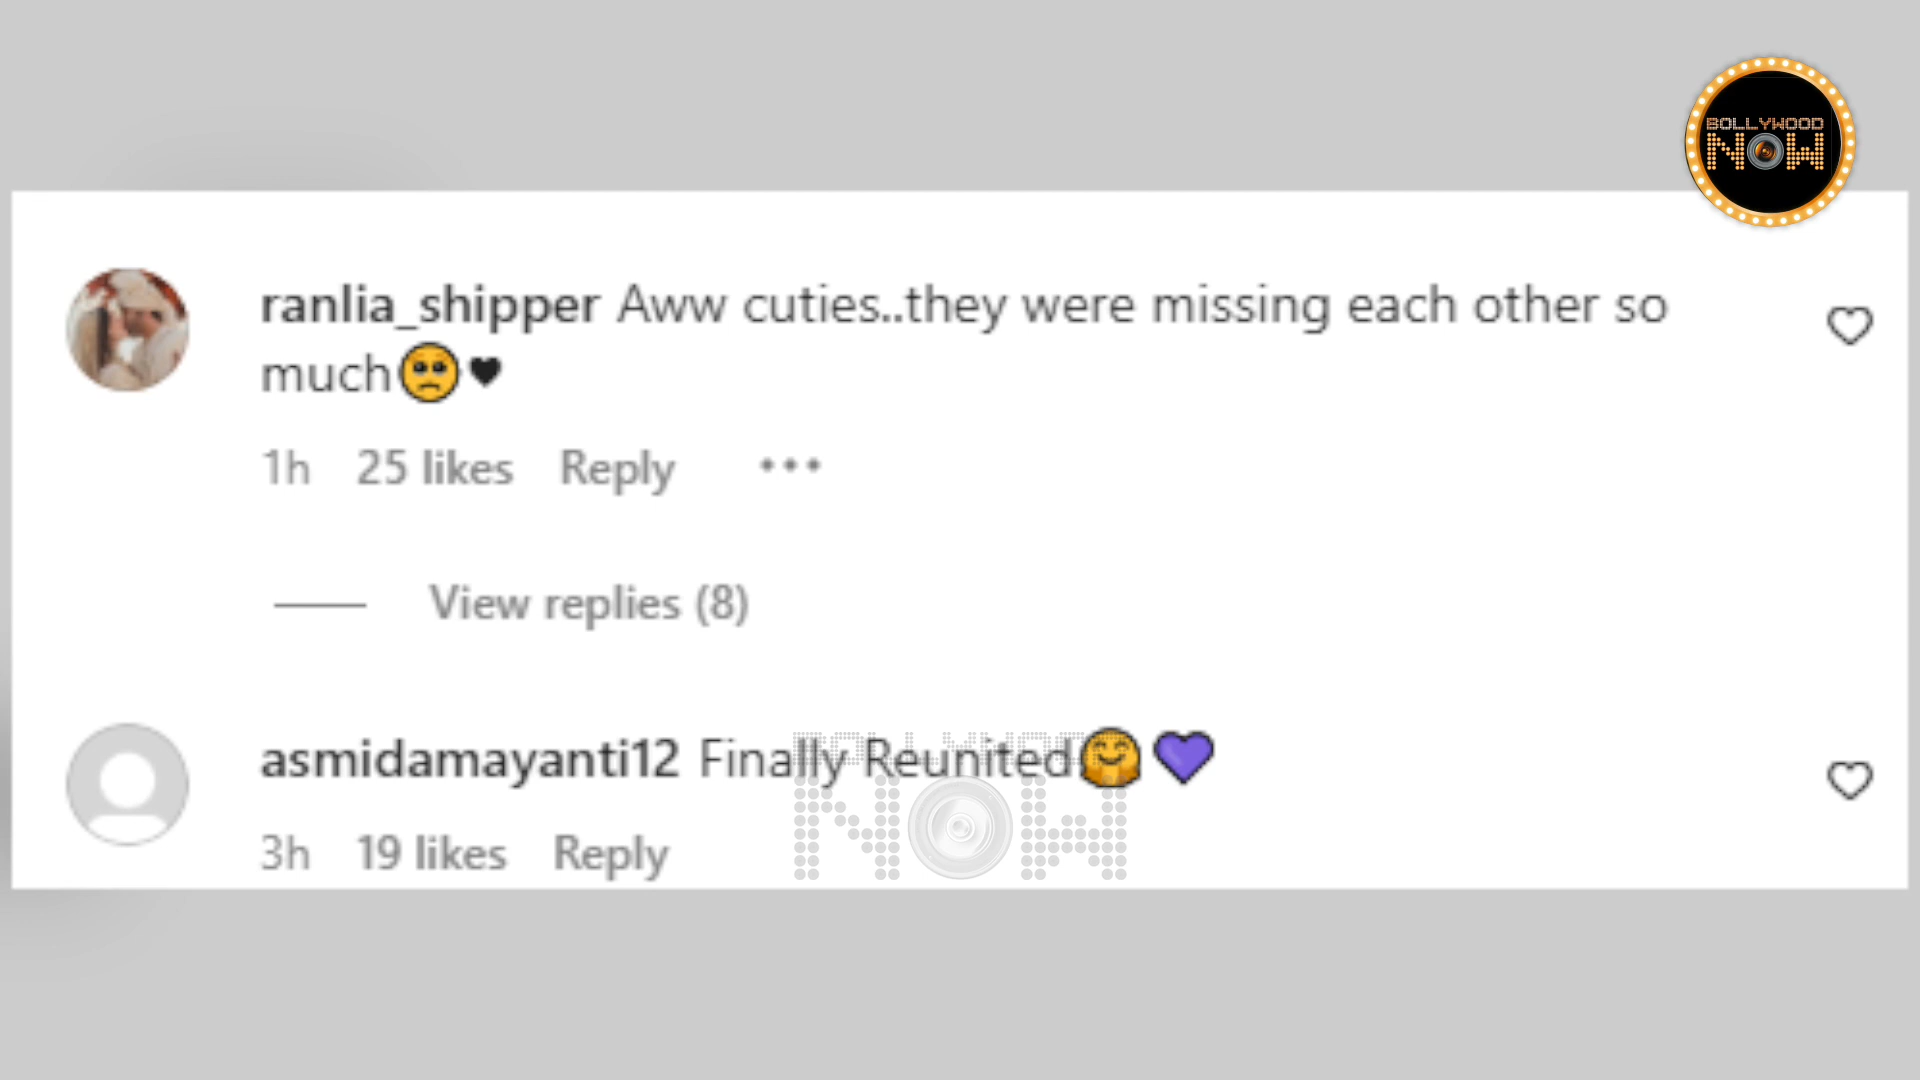 BOLLYWOOD
NOW
ranlia_shipper Aww cuties..they were missing each other so
much🥺🖤
1h 25 likes Reply •••
View replies (8)
asmidamayanti12 Finally Reunited🤗💜
BOLLYWOOD
NOW
3h 19 likes Reply